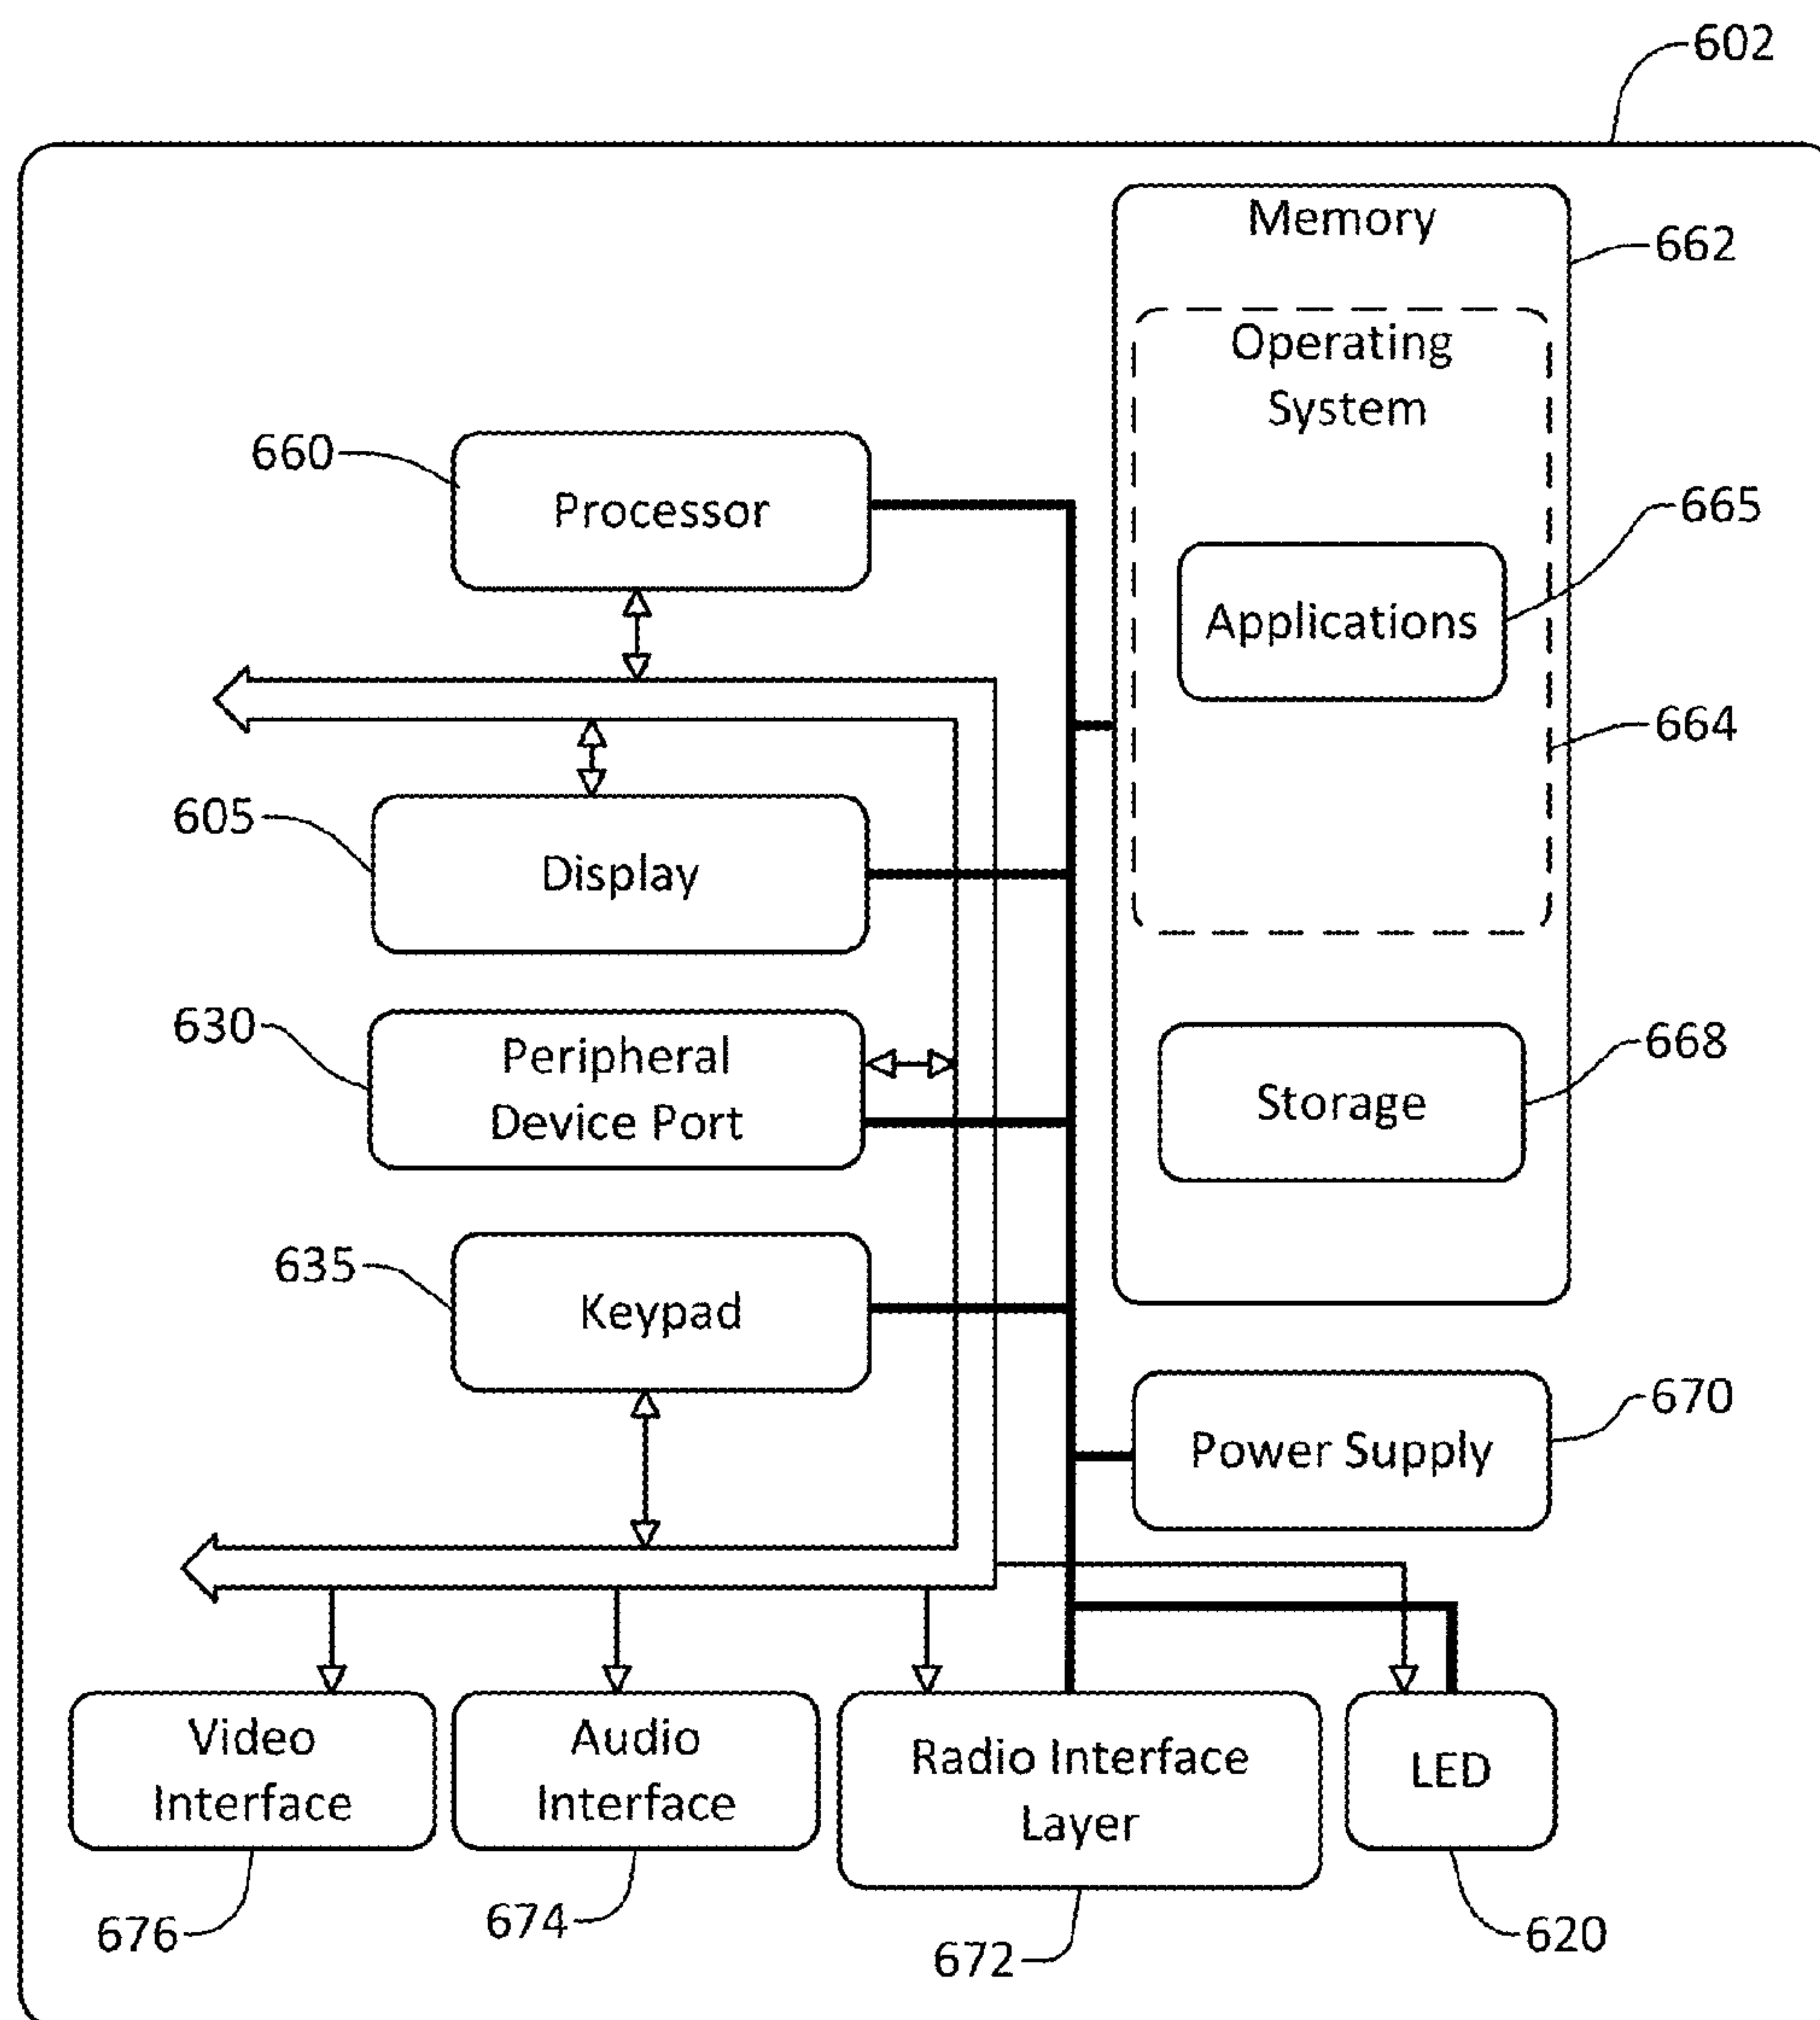 602
Memory
662
Operating
System
660
Processor
665
Applications
664
605
Display
630
Peripheral
Device Port
668
Storage
635
Keypad
670
Power Supply
Video
Interface
Audio
Interface
Radio Interface
Layer
LED
676
674
672
620